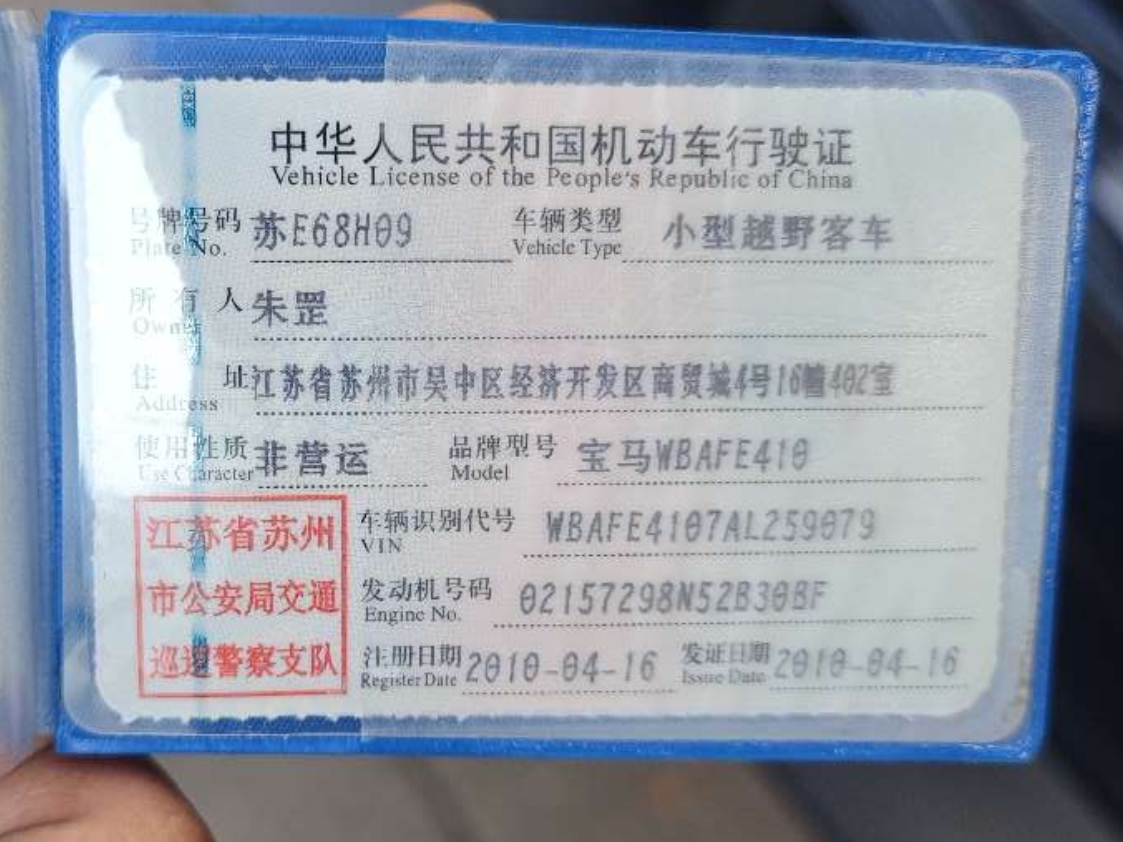 中华人民共和国机动车行驶证
Vehicle License of the People's Republic of China
号牌号码 苏E68H09 车辆类型 小型越野客车
Plate No. Vehicle Type
所有人 朱罡
Owner
住址 江苏省苏州市吴中区经济开发区商贸城4号16幢402室
Address
使用性质 非营运 品牌型号 宝马WBAFE410
Use Character Model
江苏省苏州
市公安局交通
巡逻警察支队
车辆识别代号 WBAFE4107AL259079
VIN
发动机号码 02157298N52B30BF
Engine No.
注册日期 2010-04-16 发证日期 2010-04-16
Register Date Issue Date